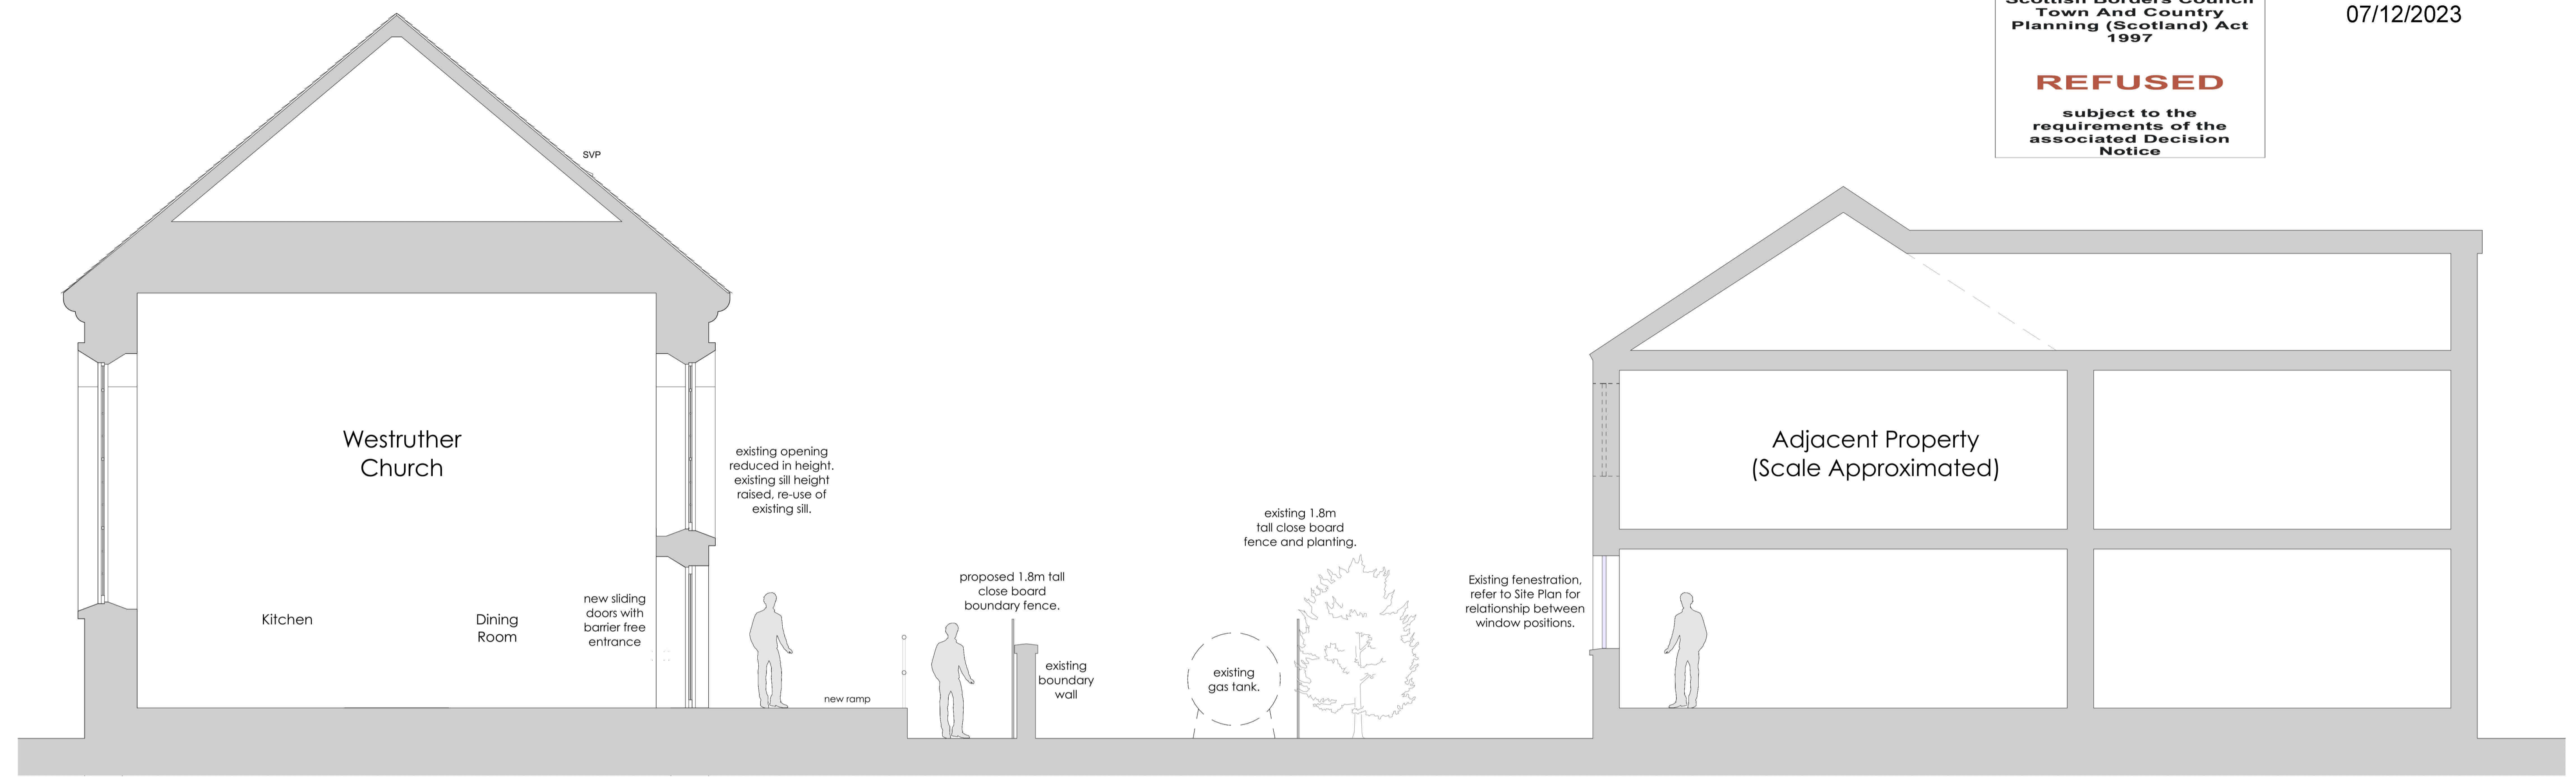 Scottish Borders Council
Town And Country
Planning (Scotland) Act
1997
REFUSED
subject to the
requirements of the
associated Decision
Notice
07/12/2023
SVP
Westruther
Church
existing opening
reduced in height.
existing sill height
raised, re-use of
existing sill.
Kitchen
Dining
Room
new sliding
doors with
barrier free
entrance
new ramp
proposed 1.8m tall
close board
boundary fence.
existing
boundary
wall
existing
gas tank.
existing 1.8m
tall close board
fence and planting.
Existing fenestration,
refer to Site Plan for
relationship between
window positions.
Adjacent Property
(Scale Approximated)